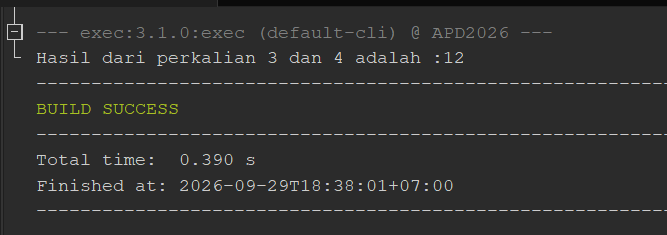 --- exec:3.1.0:exec (default-cli) @ APD2026 ---
Hasil dari perkalian 3 dan 4 adalah :12
------------------------------------------------------------------------
BUILD SUCCESS
------------------------------------------------------------------------
Total time:  0.390 s
Finished at: 2026-09-29T18:38:01+07:00
------------------------------------------------------------------------